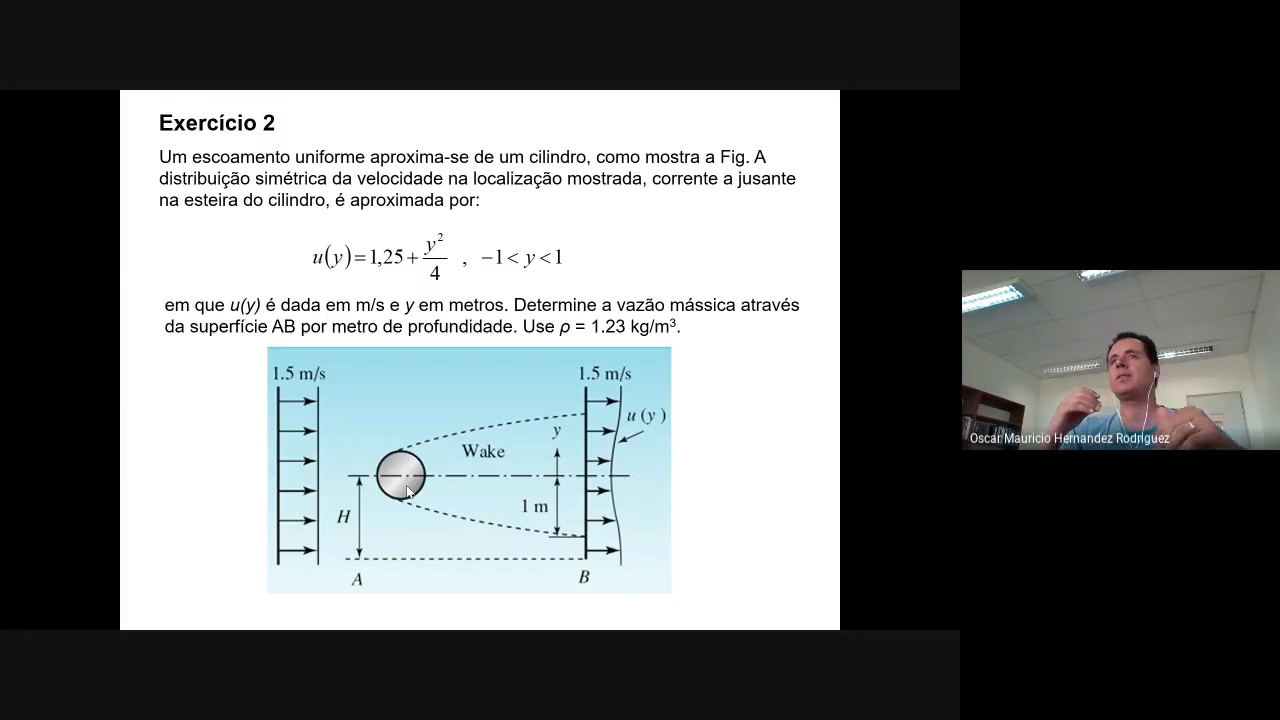 Exercício 2
Um escoamento uniforme aproxima-se de um cilindro, como mostra a Fig. A
distribuição simétrica da velocidade na localização mostrada, corrente a jusante
na esteira do cilindro, é aproximada por:
u(y) = 1,25 + y²/4 , −1 < y < 1
em que u(y) é dada em m/s e y em metros. Determine a vazão mássica através
da superfície AB por metro de profundidade. Use ρ = 1.23 kg/m³.
1.5 m/s
1.5 m/s
u (y )
y
Wake
1 m
H
A
B
Oscar Mauricio Hernandez Rodriguez